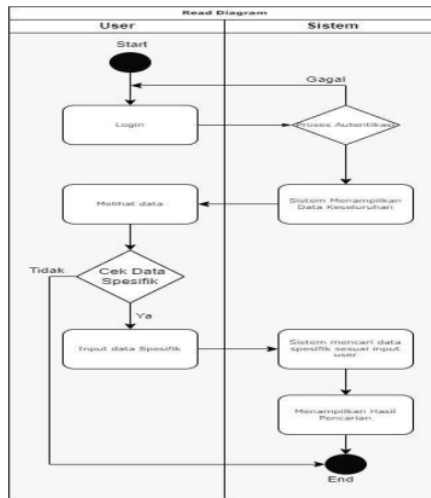 Read Diagram
User
Sistem
Start
Gagal
Login
Proses Autentikasi
Melihat data
Sistem Menampilkan
Data Keseluruhan
Tidak
Cek Data
Spesifik
Ya
Input data Spesifik
Sistem mencari data
spesifik sesuai input
user
Menampilkan Hasil
Pencarian
End